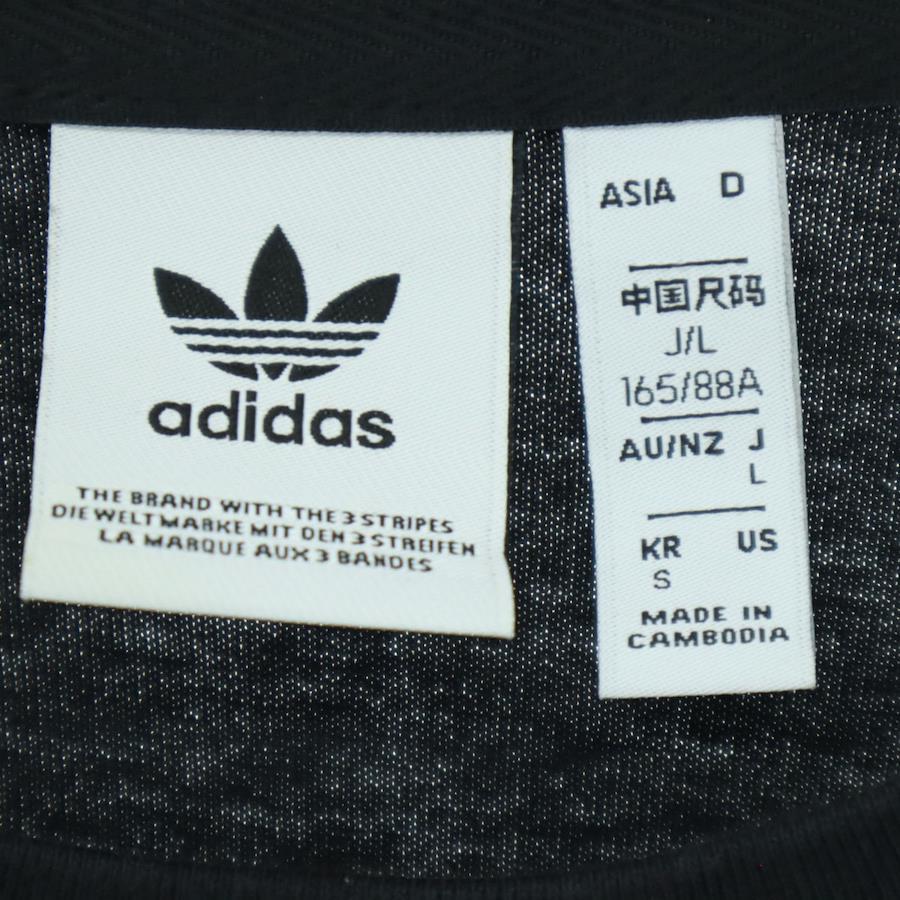 adidas
THE BRAND WITH THE 3 STRIPES
DIE WELTMARKE MIT DEN 3 STREIFEN
LA MARQUE AUX 3 BANDES
ASIA D
中国尺码
J/L
165/88A
AU/NZ J
L
KR US
S
MADE IN
CAMBODIA